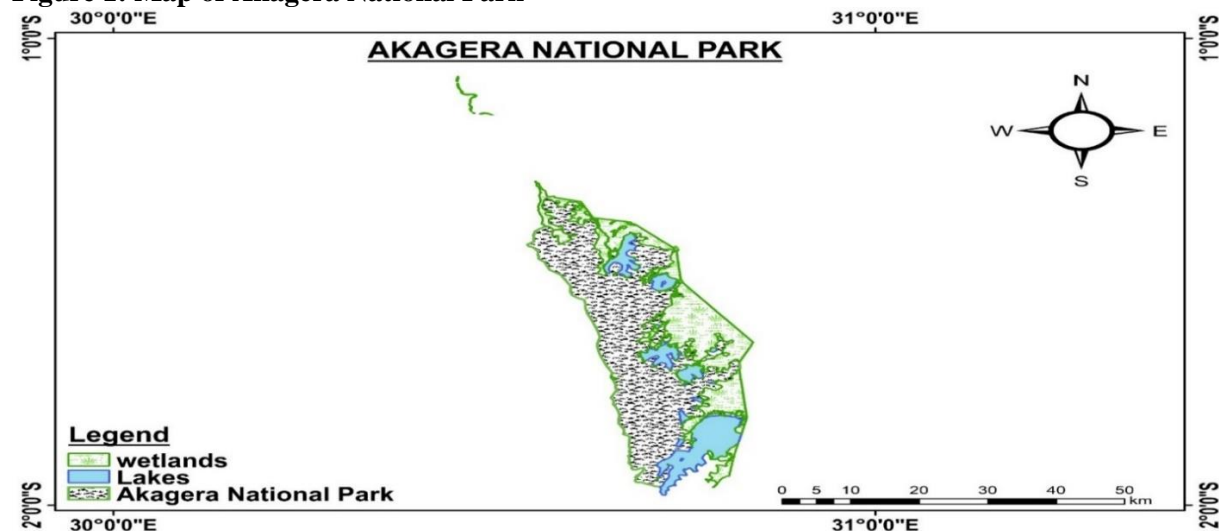 30°0'0"E 31°0'0"E
1°0'0"S 1°0'0"S
AKAGERA NATIONAL PARK
N
W E
S
Legend
wetlands
Lakes
Akagera National Park
0 5 10 20 30 40 50
km
2°0'0"S 2°0'0"S
30°0'0"E 31°0'0"E